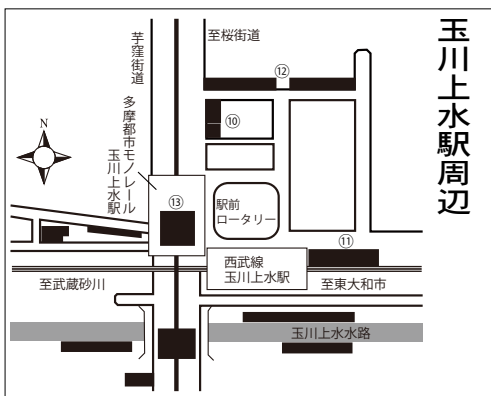 玉川上水駅周辺
芋窪街道
至桜街道
⑫
多摩都市モノレール
玉川上水駅
⑩
N
⑬
駅前
ロータリー
⑪
西武線
玉川上水駅
至武蔵砂川
至東大和市
玉川上水水路